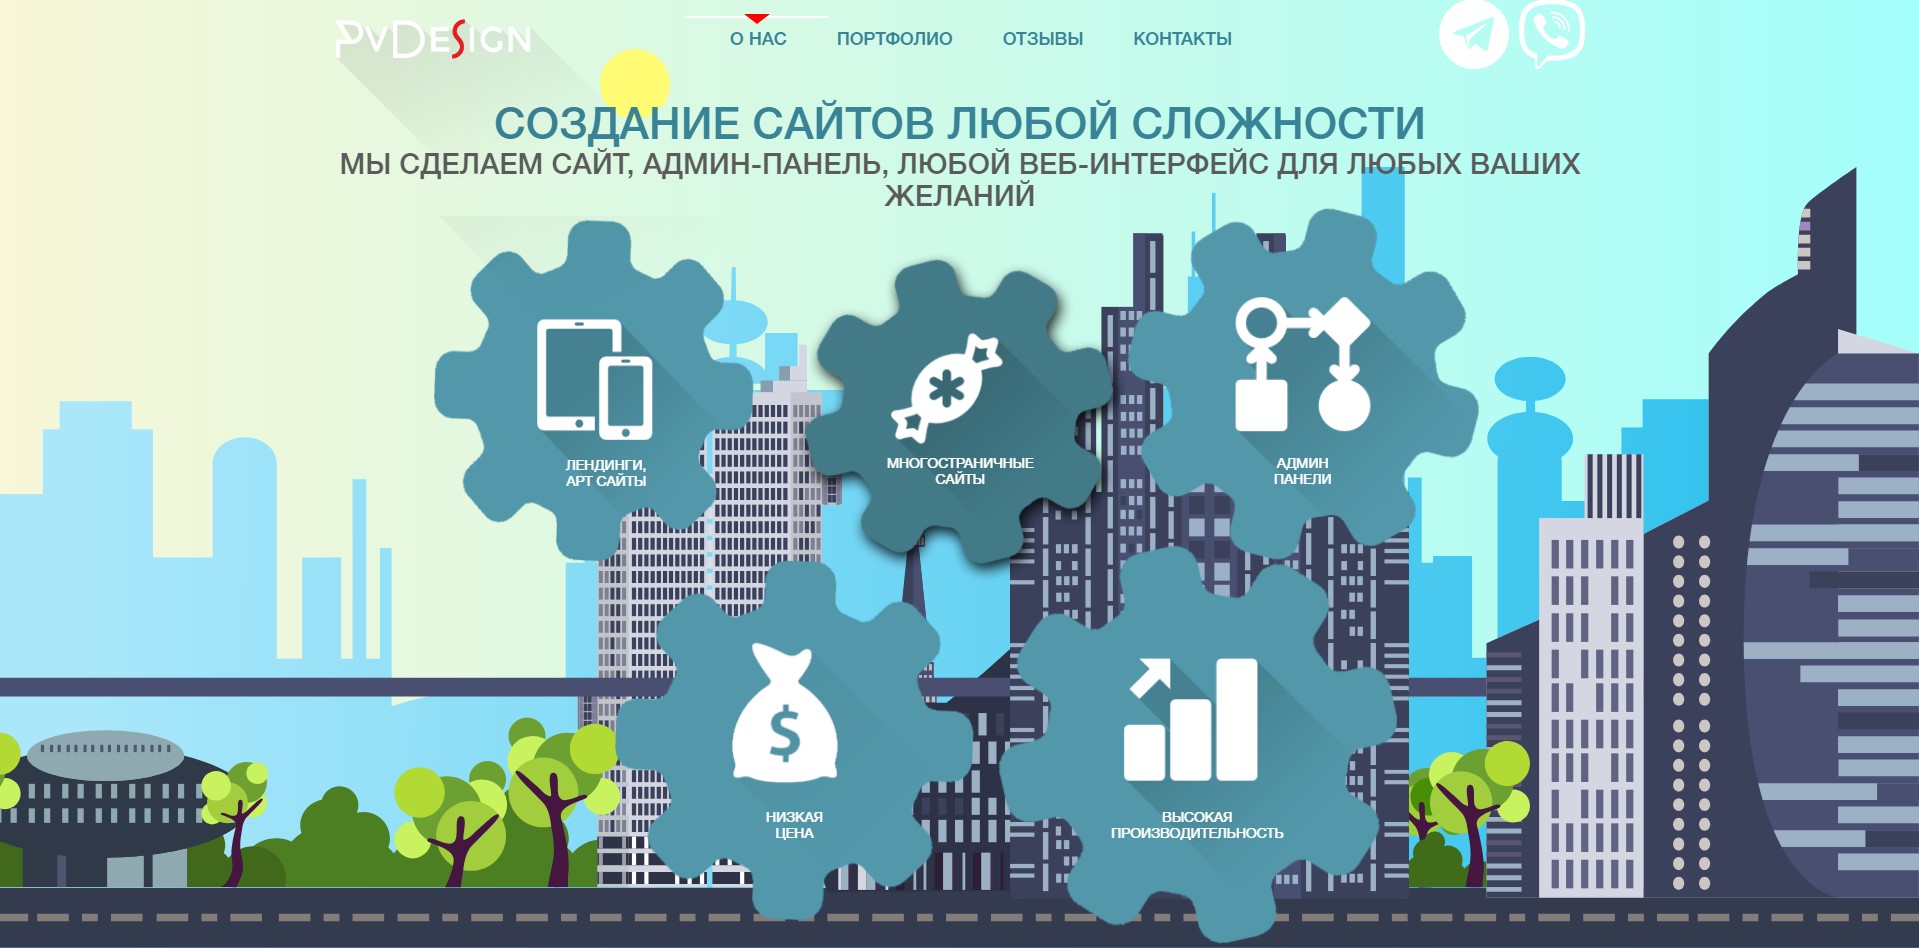 PVDESIGN
О НАС
ПОРТФОЛИО
ОТЗЫВЫ
КОНТАКТЫ
СОЗДАНИЕ САЙТОВ ЛЮБОЙ СЛОЖНОСТИ
МЫ СДЕЛАЕМ САЙТ, АДМИН-ПАНЕЛЬ, ЛЮБОЙ ВЕБ-ИНТЕРФЕЙС ДЛЯ ЛЮБЫХ ВАШИХ
ЖЕЛАНИЙ
ЛЕНДИНГИ,
АРТ САЙТЫ
МНОГОСТРАНИЧНЫЕ
САЙТЫ
АДМИН
ПАНЕЛИ
$
НИЗКАЯ
ЦЕНА
ВЫСОКАЯ
ПРОИЗВОДИТЕЛЬНОСТЬ